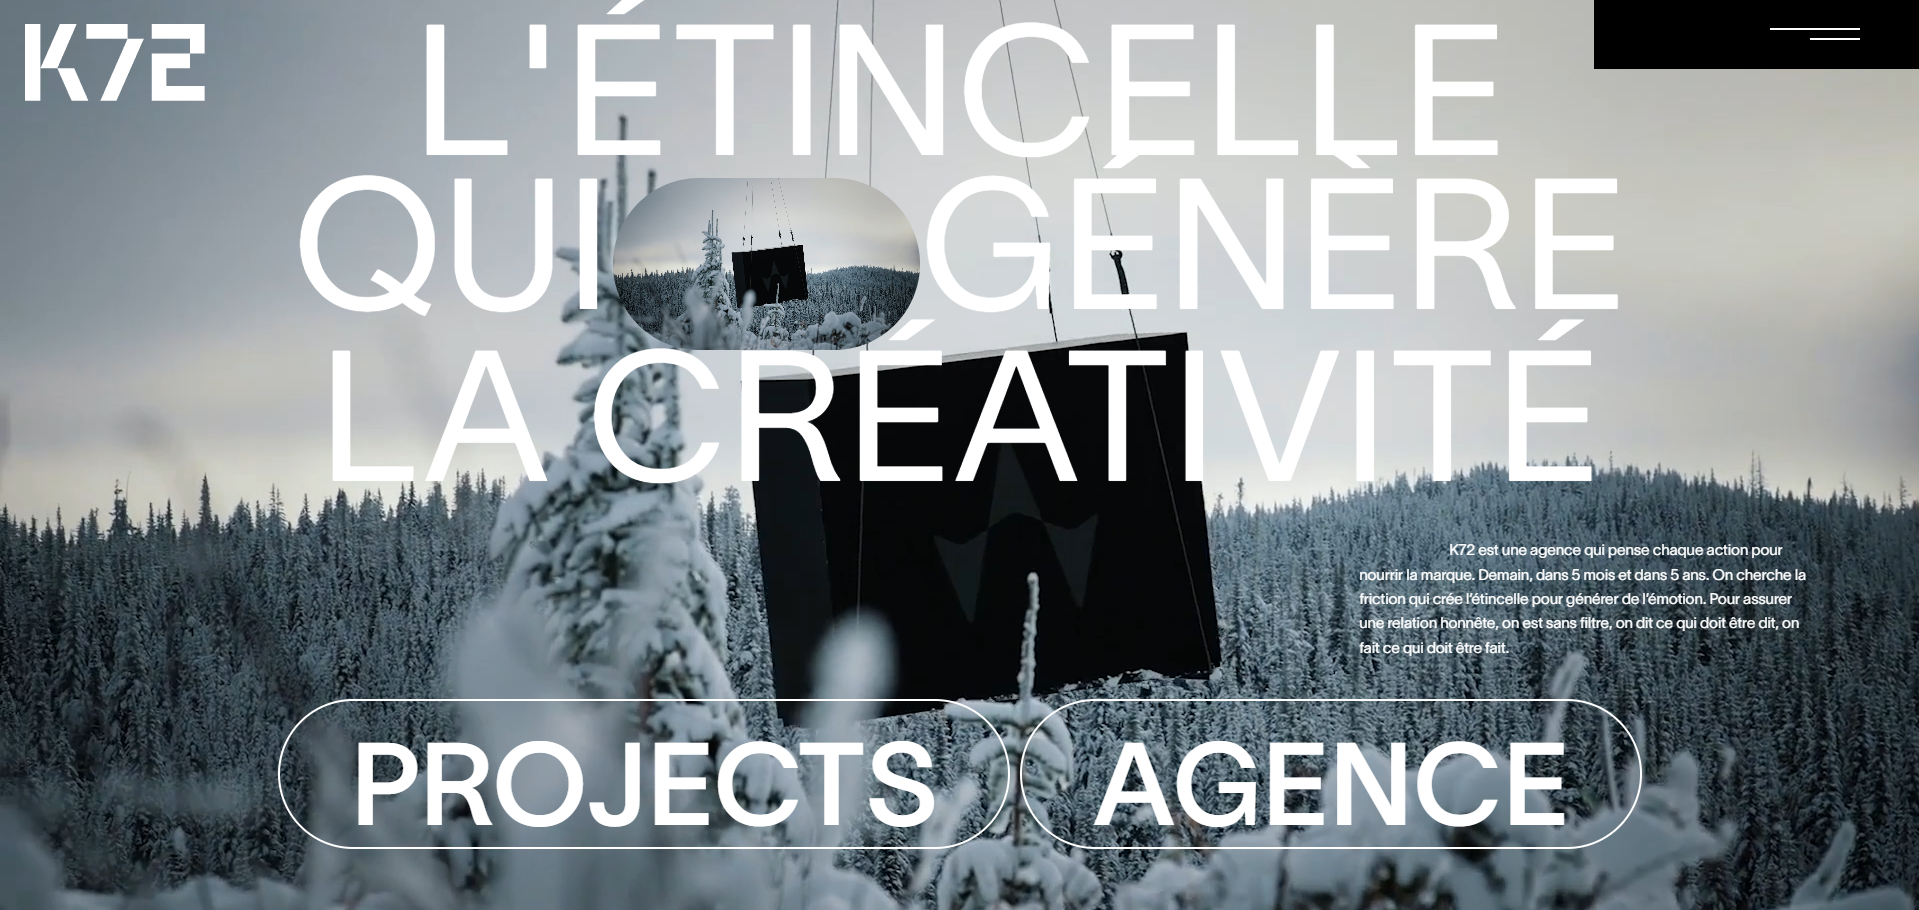 K72
L'ÉTINCELLE
QUI GÉNÈRE
LA CRÉATIVITÉ
K72 est une agence qui pense chaque action pour
nourrir la marque. Demain, dans 5 mois et dans 5 ans. On cherche la
friction qui crée l’étincelle pour générer de l’émotion. Pour assurer
une relation honnête, on est sans filtre, on dit ce qui doit être dit, on
fait ce qui doit être fait.
PROJECTS
AGENCE